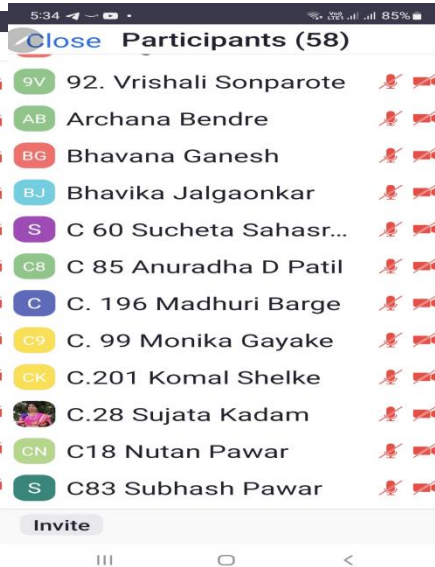 5:34 85%
Close Participants (58)
9V 92. Vrishali Sonparote
AB Archana Bendre
BG Bhavana Ganesh
BJ Bhavika Jalgaonkar
S C 60 Sucheta Sahasr...
C8 C 85 Anuradha D Patil
C C. 196 Madhuri Barge
C9 C. 99 Monika Gayake
CK C.201 Komal Shelke
C.28 Sujata Kadam
CN C18 Nutan Pawar
S C83 Subhash Pawar
Invite